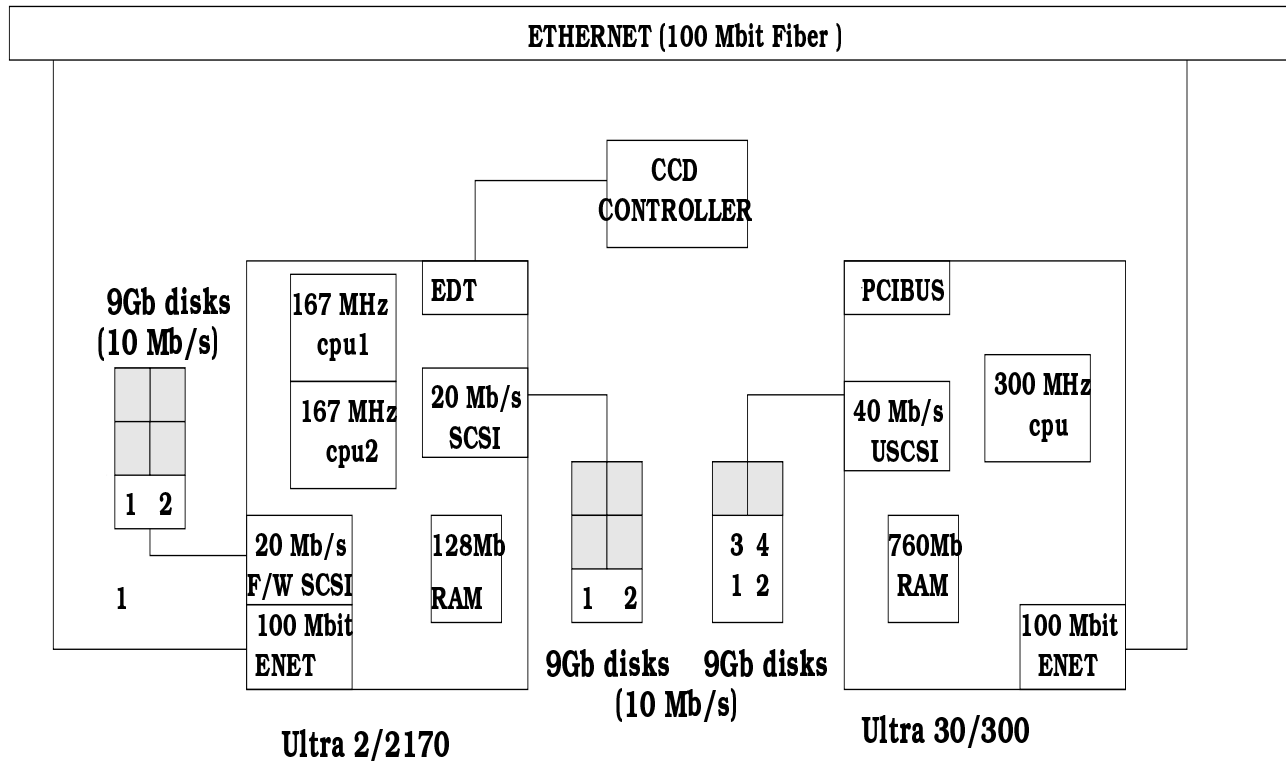 ETHERNET (100 Mbit Fiber )
CCD
CONTROLLER
9Gb disks
(10 Mb/s)
1 2
1
167 MHz
cpu1
167 MHz
cpu2
EDT
20 Mb/s
SCSI
20 Mb/s
F/W SCSI
128Mb
RAM
100 Mbit
ENET
Ultra 2/2170
1 2
9Gb disks
3 4
1 2
9Gb disks
(10 Mb/s)
PCIBUS
40 Mb/s
USCSI
300 MHz
cpu
760Mb
RAM
100 Mbit
ENET
Ultra 30/300